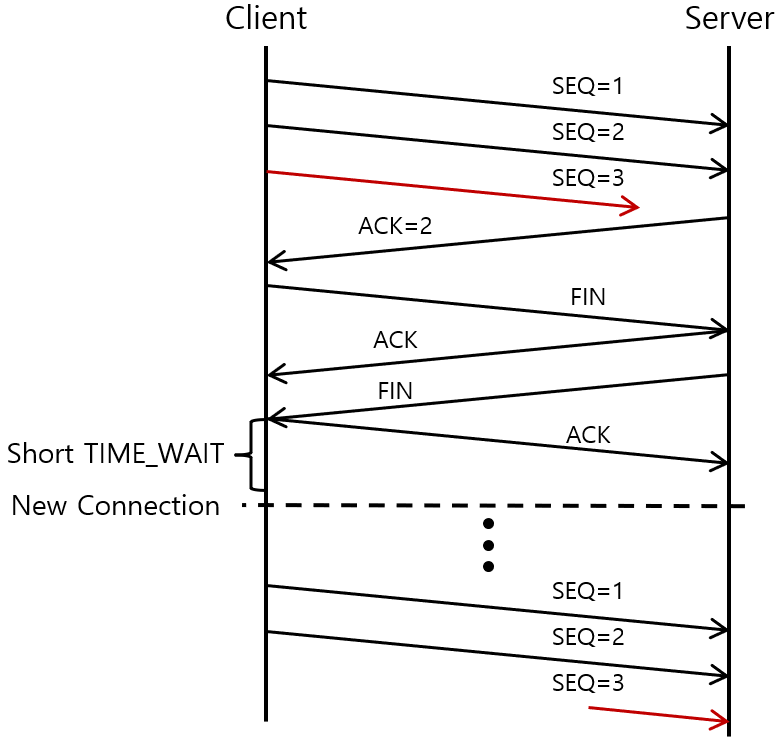 Client
Server
SEQ=1
SEQ=2
SEQ=3
ACK=2
FIN
ACK
FIN
ACK
Short TIME_WAIT
New Connection
SEQ=1
SEQ=2
SEQ=3